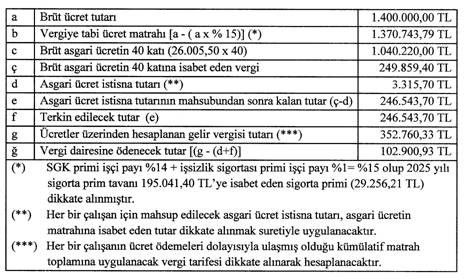 a Brüt ücret tutarı 1.400.000,00 TL
b Vergiye tabi ücret matrahı [a - ( a x % 15)] (*) 1.370.743,79 TL
c Brüt asgari ücretin 40 katı (26.005,50 x 40) 1.040.220,00 TL
ç Brüt asgari ücretin 40 katına isabet eden vergi 249.859,40 TL
d Asgari ücret istisna tutarı (**) 3.315,70 TL
e Asgari ücret istisna tutarının mahsubundan sonra kalan tutar (ç-d) 246.543,70 TL
f Terkin edilecek tutar (e) 246.543,70 TL
g Ücretler üzerinden hesaplanan gelir vergisi tutarı (***) 352.760,33 TL
ğ Vergi dairesine ödenecek tutar [(g - (d+f)] 102.900,93 TL
(*) SGK primi işçi payı %14 + işsizlik sigortası primi işçi payı %1= %15 olup 2025 yılı
sigorta prim tavanı 195.041,40 TL'ye isabet eden sigorta primi (29.256,21 TL)
dikkate alınmıştır.
(**) Her bir çalışan için mahsup edilecek asgari ücret istisna tutarı, asgari ücretin
matrahına isabet eden tutar dikkate alınmak suretiyle uygulanacaktır.
(***) Her bir çalışanın ücret ödemeleri dolayısıyla ulaşmış olduğu kümülatif matrah
toplamına uygulanacak vergi tarifesi dikkate alınarak hesaplanacaktır.